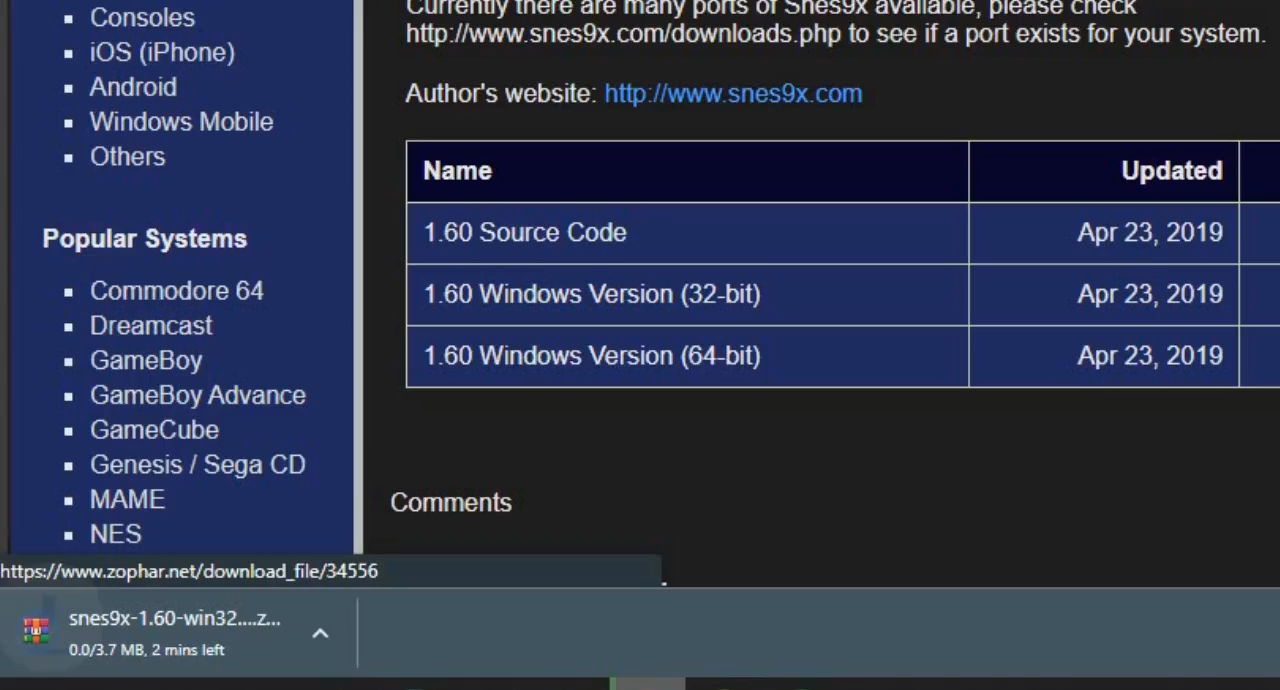 Consoles
iOS (iPhone)
Android
Windows Mobile
Others
Popular Systems
Commodore 64
Dreamcast
GameBoy
GameBoy Advance
GameCube
Genesis / Sega CD
MAME
NES
Currently there are many ports of Snes9x available, please check
http://www.snes9x.com/downloads.php to see if a port exists for your system.
Author's website: http://www.snes9x.com
Name Updated
1.60 Source Code Apr 23, 2019
1.60 Windows Version (32-bit) Apr 23, 2019
1.60 Windows Version (64-bit) Apr 23, 2019
Comments
https://www.zophar.net/download_file/34556
snes9x-1.60-win32....z...
0.0/3.7 MB, 2 mins left